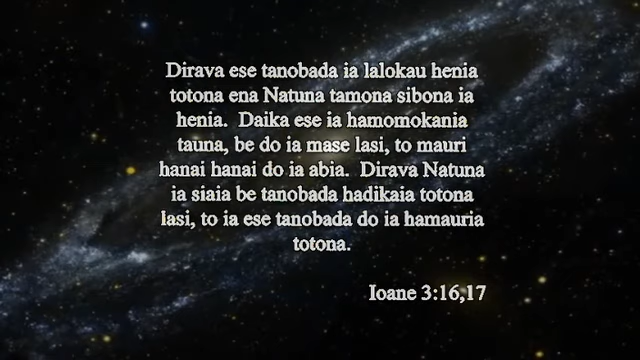 Dirava ese tanobada ia lalokau henia
totona ena Natuna tamona sibona ia
henia.  Daika ese ia hamomokania
tauna, be do ia mase lasi, to mauri
hanai hanai do ia abia.  Dirava Natuna
ia siaia be tanobada hadikaia totona
lasi, to ia ese tanobada do ia hamauria
totona.
Ioane 3:16,17